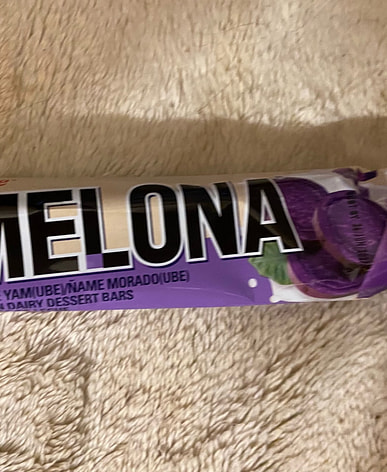 MELONA
YAM(UBE)/ÑAME MORADO(UBE)
DAIRY DESSERT BARS